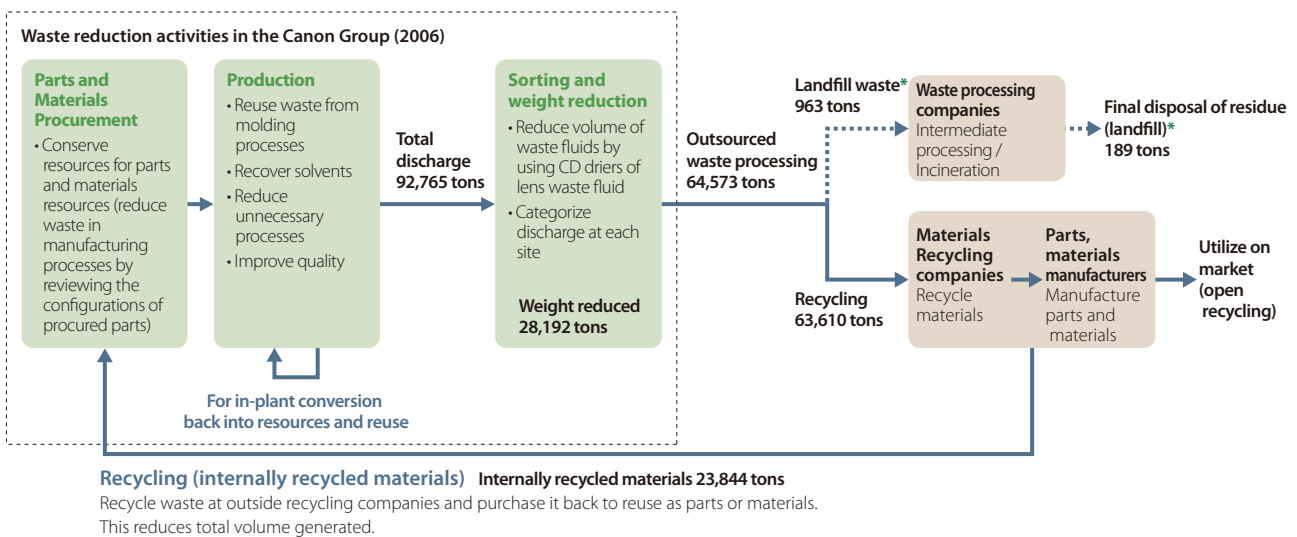 Waste reduction activities in the Canon Group (2006)
Parts and
Materials
Procurement
• Conserve
resources for parts
and materials
resources (reduce
waste in
manufacturing
processes by
reviewing the
configurations of
procured parts)
Production
• Reuse waste from
molding
processes
• Recover solvents
• Reduce
unnecessary
processes
• Improve quality
For in-plant conversion
back into resources and reuse
Total
discharge
92,765 tons
Sorting and
weight reduction
• Reduce volume of
waste fluids by
using CD driers of
lens waste fluid
• Categorize
discharge at each
site
Weight reduced
28,192 tons
Outsourced
waste processing
64,573 tons
Landfill waste*
963 tons
Waste processing
companies
Intermediate
processing /
Incineration
Final disposal of residue
(landfill)*
189 tons
Recycling
63,610 tons
Materials
Recycling
companies
Recycle
materials
Parts,
materials
manufacturers
Manufacture
parts and
materials
Utilize on
market
(open
recycling)
Recycling (internally recycled materials) Internally recycled materials 23,844 tons
Recycle waste at outside recycling companies and purchase it back to reuse as parts or materials.
This reduces total volume generated.